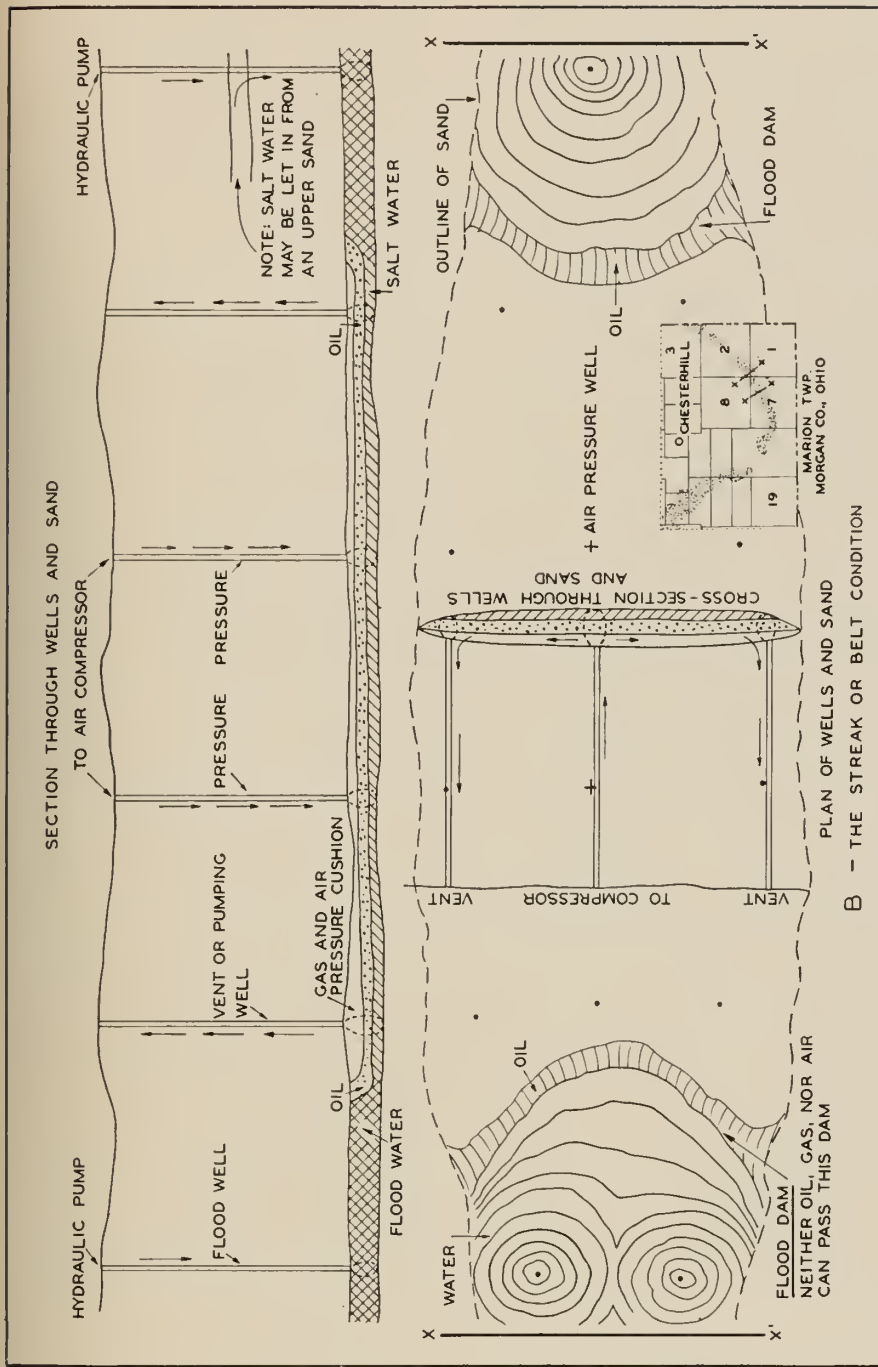 SECTION THROUGH WELLS AND SAND
HYDRAULIC PUMP
TO AIR COMPRESSOR
HYDRAULIC PUMP
FLOOD WELL
VENT OR PUMPING
WELL
PRESSURE
PRESSURE
NOTE: SALT WATER
MAY BE LET IN FROM
AN UPPER SAND
GAS AND AIR
PRESSURE CUSHION
OIL
OIL
FLOOD WATER
SALT WATER
X
X
WATER
OUTLINE OF SAND
OIL
OIL
FLOOD DAM
VENT
TO COMPRESSOR
VENT
CROSS-SECTION THROUGH WELLS
AND SAND
AIR PRESSURE WELL
3
CHESTERHILL
2
8
1
7
19
MARION TWP.
MORGAN CO., OHIO
FLOOD DAM
NEITHER OIL, GAS, NOR AIR
CAN PASS THIS DAM
X'
X'
PLAN OF WELLS AND SAND
B - THE STREAK OR BELT CONDITION